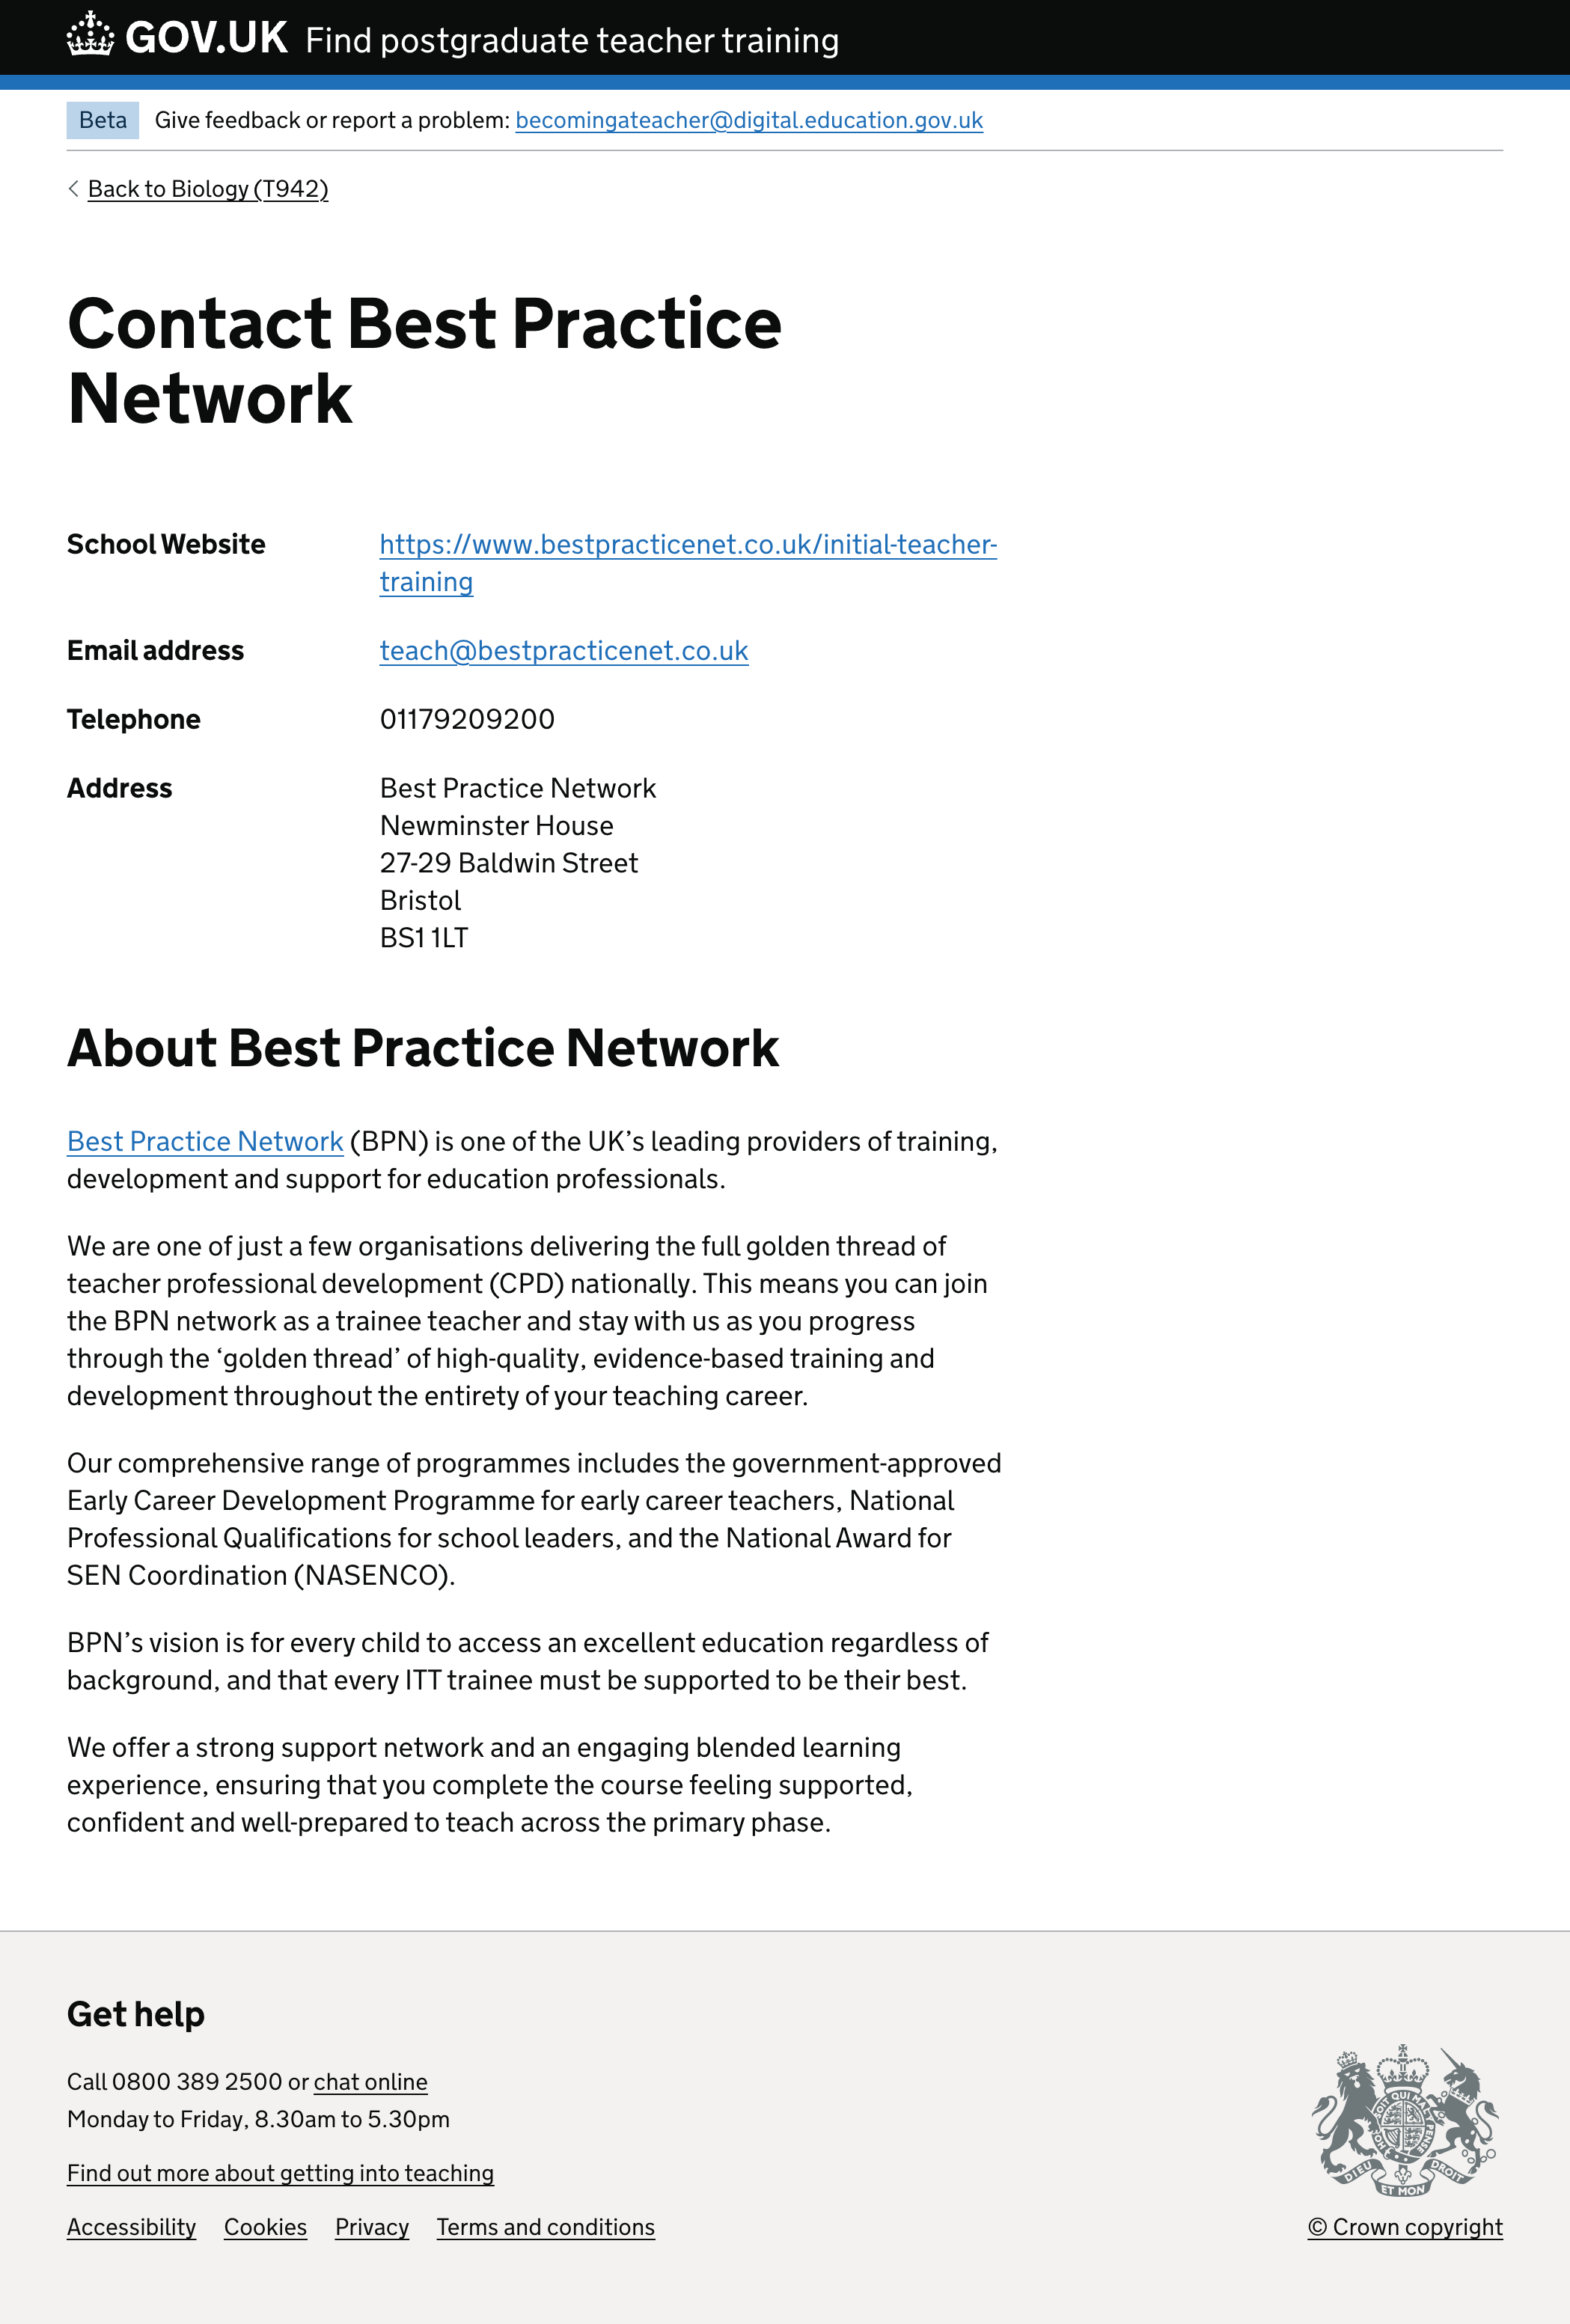 GOV.UK Find postgraduate teacher training
Beta Give feedback or report a problem: becomingateacher@digital.education.gov.uk
Back to Biology (T942)
Contact Best Practice
Network
School Website https://www.bestpracticenet.co.uk/initial-teacher-
training
Email address teach@bestpracticenet.co.uk
Telephone 01179209200
Address Best Practice Network
Newminster House
27-29 Baldwin Street
Bristol
BS1 1LT
About Best Practice Network
Best Practice Network (BPN) is one of the UK’s leading providers of training,
development and support for education professionals.
We are one of just a few organisations delivering the full golden thread of
teacher professional development (CPD) nationally. This means you can join
the BPN network as a trainee teacher and stay with us as you progress
through the ‘golden thread’ of high-quality, evidence-based training and
development throughout the entirety of your teaching career.
Our comprehensive range of programmes includes the government-approved
Early Career Development Programme for early career teachers, National
Professional Qualifications for school leaders, and the National Award for
SEN Coordination (NASENCO).
BPN’s vision is for every child to access an excellent education regardless of
background, and that every ITT trainee must be supported to be their best.
We offer a strong support network and an engaging blended learning
experience, ensuring that you complete the course feeling supported,
confident and well-prepared to teach across the primary phase.
Get help
Call 0800 389 2500 or chat online
Monday to Friday, 8.30am to 5.30pm
Find out more about getting into teaching
Accessibility Cookies Privacy Terms and conditions
DIEU ET MON DROIT
© Crown copyright